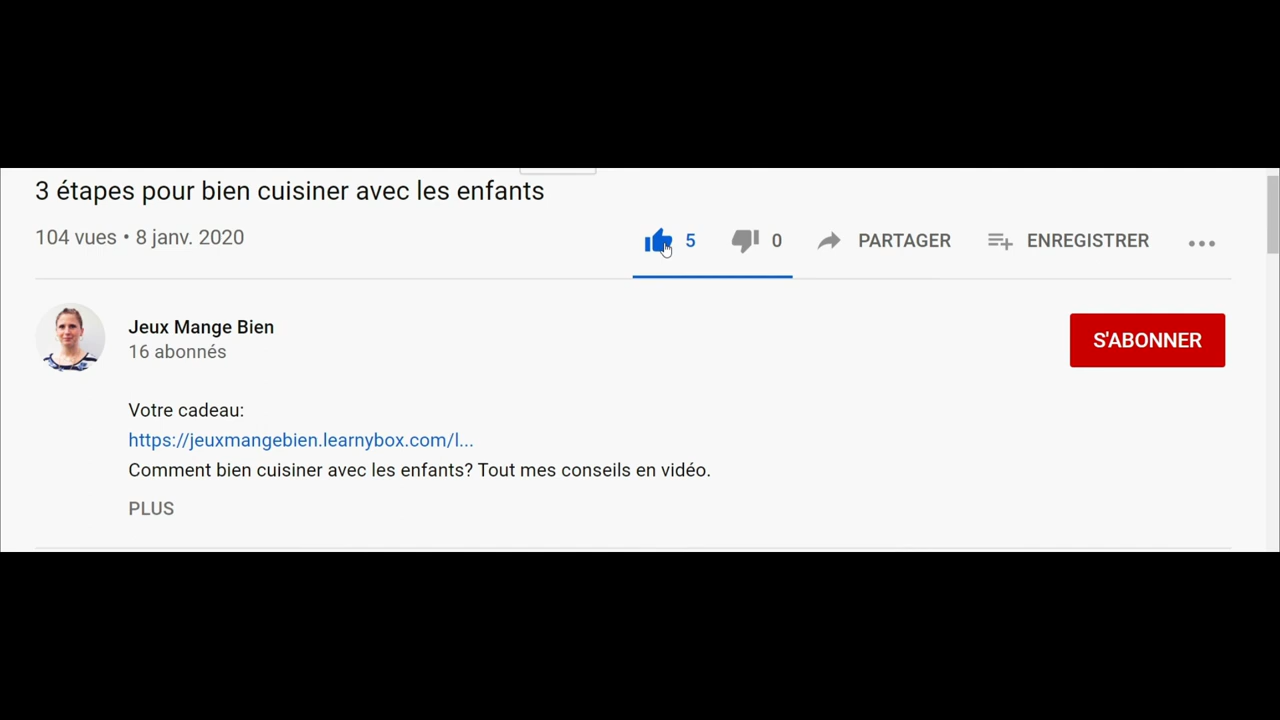 3 étapes pour bien cuisiner avec les enfants
104 vues • 8 janv. 2020
5
0
PARTAGER
ENREGISTRER
Jeux Mange Bien
16 abonnés
S'ABONNER
Votre cadeau:
https://jeuxmangebien.learnybox.com/l...
Comment bien cuisiner avec les enfants? Tout mes conseils en vidéo.
PLUS